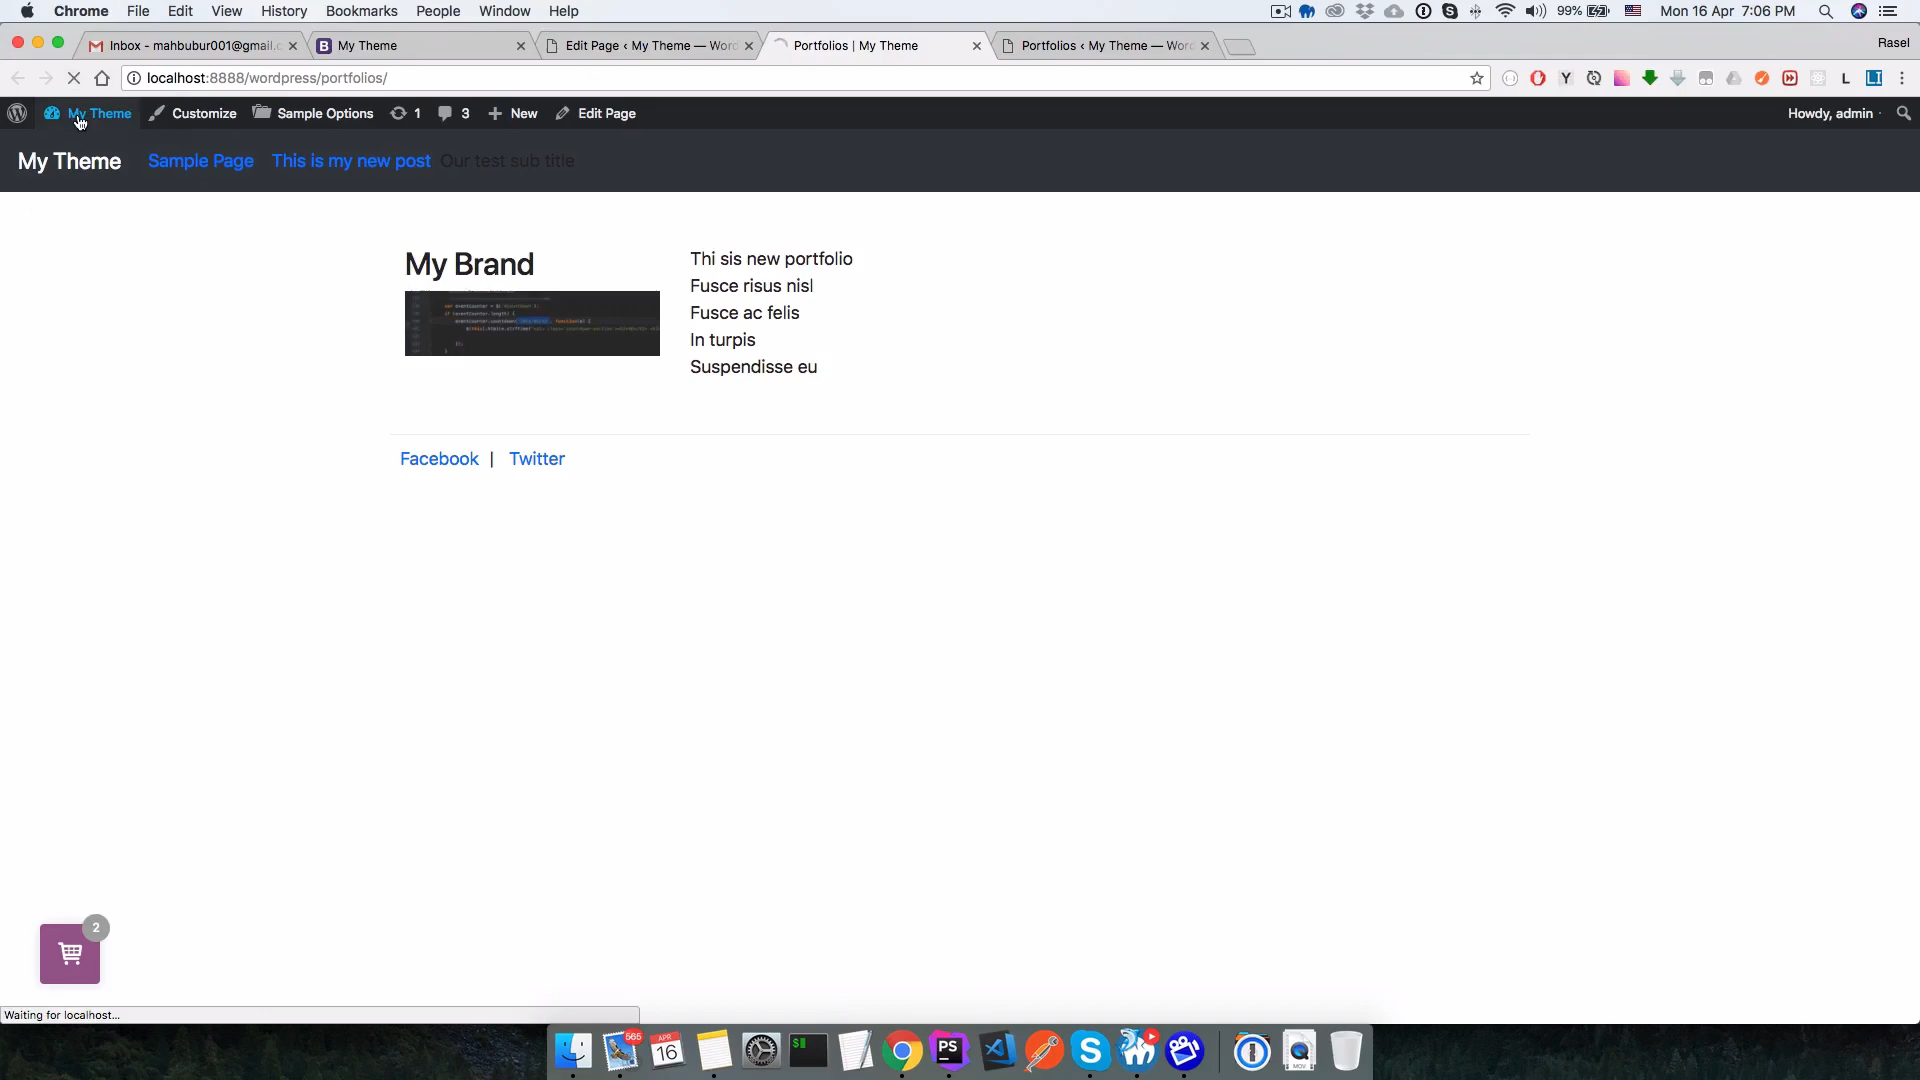 Chrome File Edit View History Bookmarks People Window Help 99% Mon 16 Apr 7:06 PM
Inbox - mahbubur001@gmail.c My Theme Edit Page ‹ My Theme — Word Portfolios | My Theme Portfolios ‹ My Theme — Word Rasel
localhost:8888/wordpress/portfolios/
My Theme Customize Sample Options 1 3 New Edit Page Howdy, admin
My Theme Sample Page This is my new post Our test sub title
My Brand
Thi sis new portfolio
Fusce risus nisl
Fusce ac felis
In turpis
Suspendisse eu
Facebook | Twitter
2
Waiting for localhost...
565
APR
16
$
PS
S
MOV